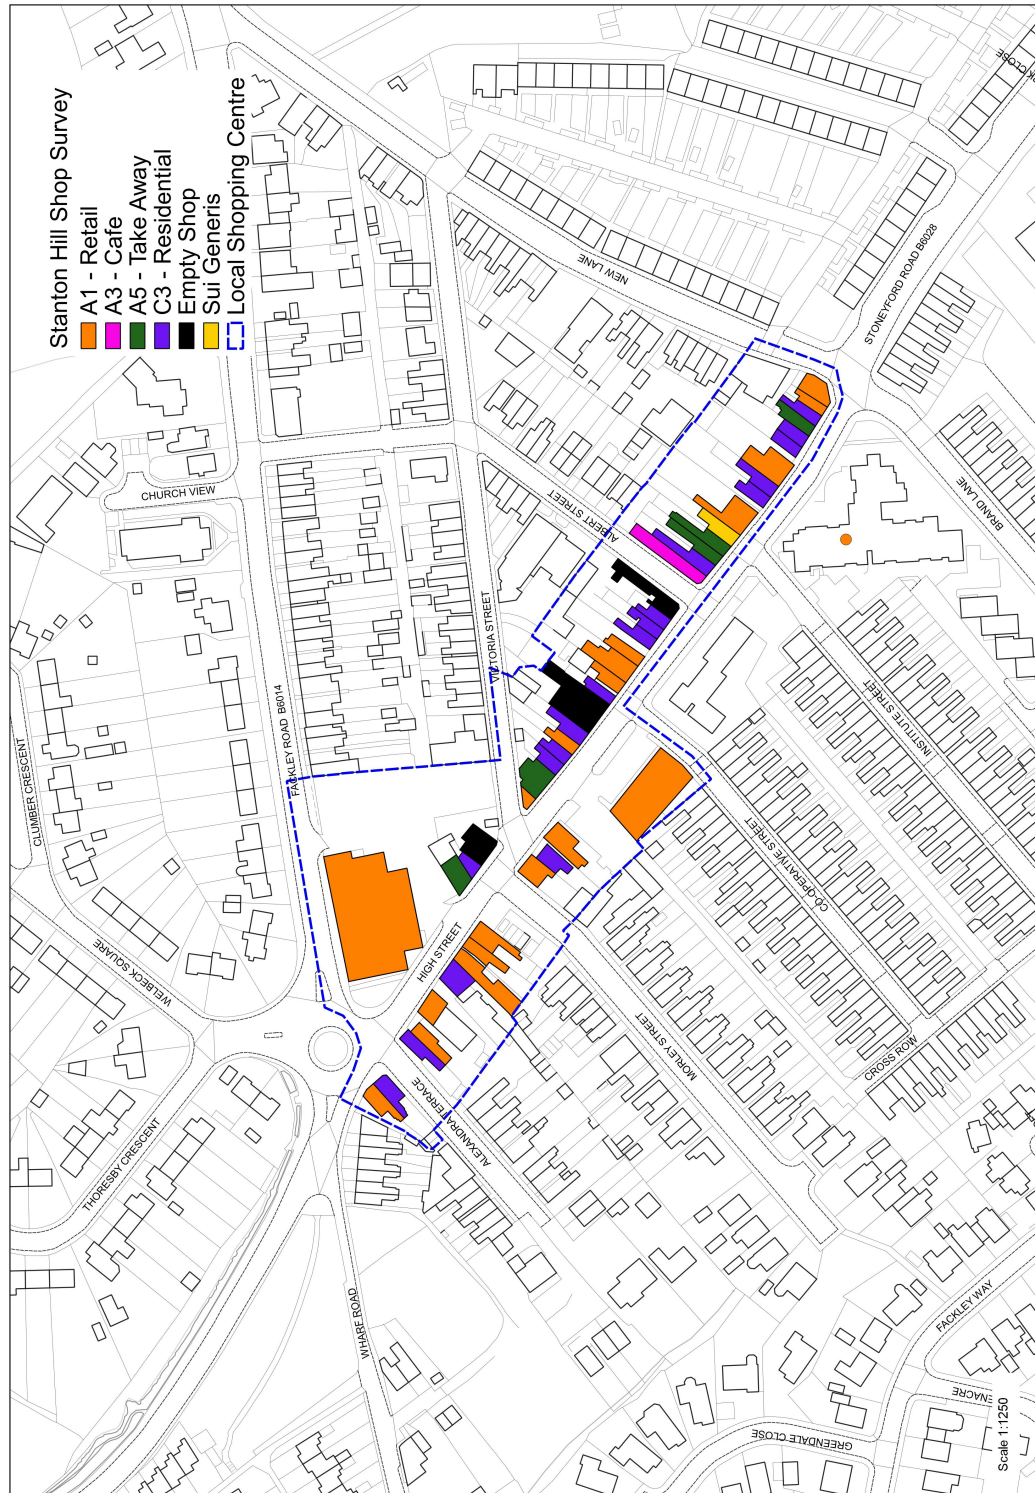 Stanton Hill Shop Survey
A1 - Retail
A3 - Cafe
A5 - Take Away
C3 - Residential
Empty Shop
Sui Generis
Local Shopping Centre
CLUMBER CRESCENT
CHURCH VIEW
FACKLEY ROAD B6014
WELBECK SQUARE
THORESBY CRESCENT
WHARF ROAD
HIGH STREET
VICTORIA STREET
ALBERT STREET
NEW LANE
STONEYFORD ROAD B6028
CLOSE
BRAND LANE
INSTITUTE STREET
CO-OPERATIVE STREET
CROSS ROW
MORLEY STREET
ALEXANDRA TERRACE
FACKLEY WAY
GREENDALE CLOSE
ENACRE
Scale 1:1250